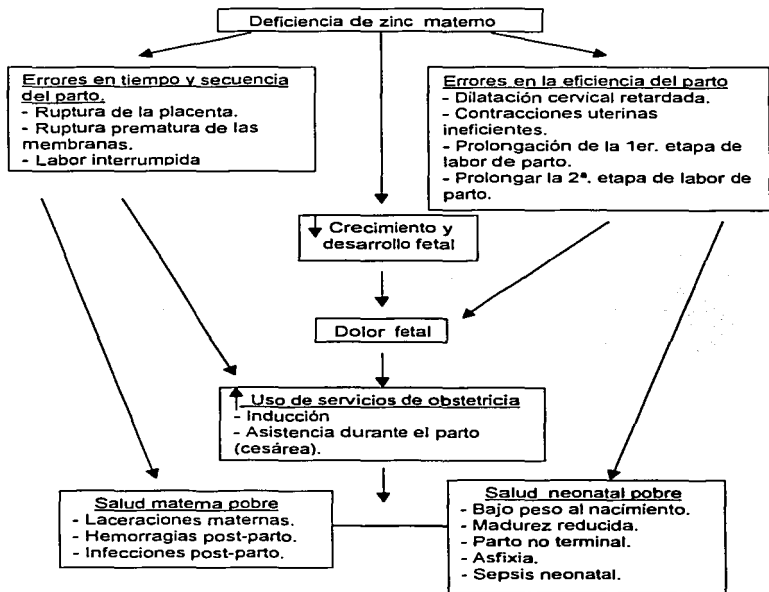 Deficiencia de zinc materno
Errores en tiempo y secuencia
del parto.
- Ruptura de la placenta.
- Ruptura prematura de las
membranas.
- Labor interrumpida
Errores en la eficiencia del parto
- Dilatación cervical retardada.
- Contracciones uterinas
ineficientes.
- Prolongación de la 1er. etapa de
labor de parto.
- Prolongar la 2ª. etapa de labor de
parto.
Crecimiento y
desarrollo fetal
Dolor fetal
Uso de servicios de obstetricia
- Inducción
- Asistencia durante el parto
(cesárea).
Salud materna pobre
- Laceraciones maternas.
- Hemorragias post-parto.
- Infecciones post-parto.
Salud neonatal pobre
- Bajo peso al nacimiento.
- Madurez reducida.
- Parto no terminal.
- Asfixia.
- Sepsis neonatal.